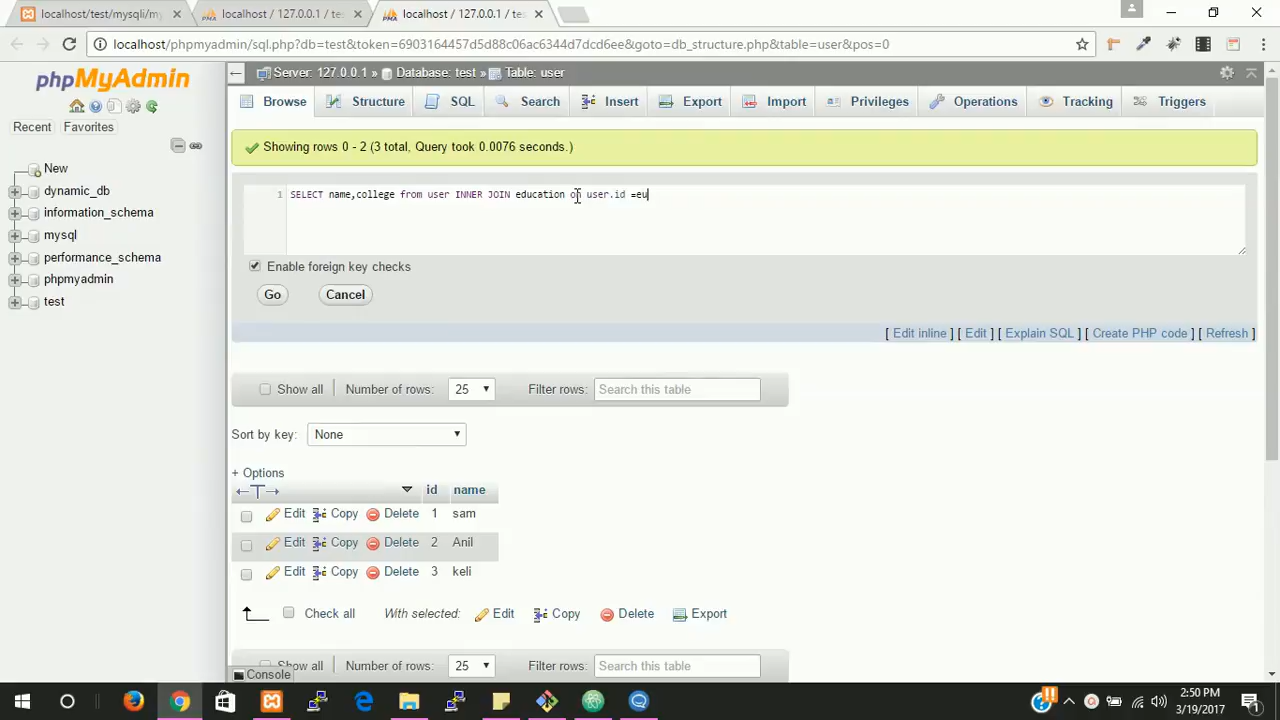 localhost/test/mysqli/my
localhost / 127.0.0.1 / tes
localhost / 127.0.0.1 / tes
localhost/phpmyadmin/sql.php?db=test&token=6903164457d5d88c06e6344d7dcd6ee&goto=db_structure.php&table=user&pos=0
phpMyAdmin
Server: 127.0.0.1 » Database: test » Table: user
Browse Structure SQL Search Insert Export Import Privileges Operations Tracking Triggers
Recent Favorites
Showing rows 0 - 2 (3 total, Query took 0.0076 seconds.)
New
dynamic_db
information_schema
mysql
performance_schema
phpmyadmin
test
1 SELECT name,college from user INNER JOIN education on user.id =eu
Enable foreign key checks
Go Cancel
[ Edit inline ] [ Edit ] [ Explain SQL ] [ Create PHP code ] [ Refresh ]
Show all Number of rows: 25 Filter rows: Search this table
Sort by key: None
+ Options
←T→ id name
Edit Copy Delete 1 sam
Edit Copy Delete 2 Anil
Edit Copy Delete 3 keli
Check all With selected: Edit Copy Delete Export
Show all Number of rows: 25 Filter rows: Search this table
Console
2:50 PM
3/19/2017